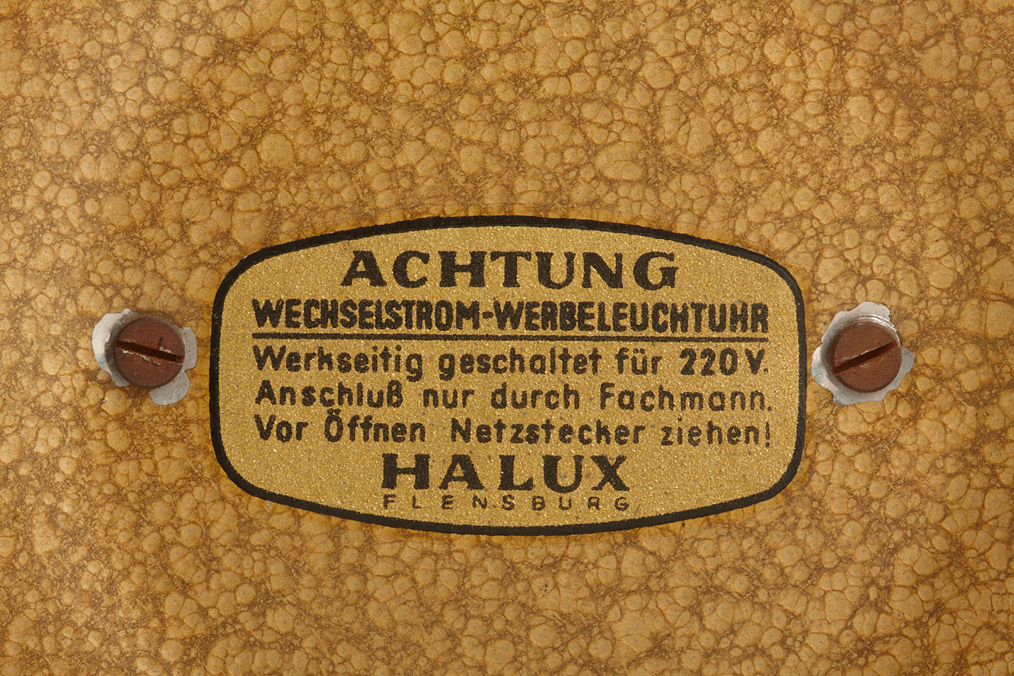 ACHTUNG
WECHSELSTROM-WERBELEUCHTUHR
Werkseitig geschaltet für 220 V.
Anschluß nur durch Fachmann.
Vor Öffnen Netzstecker ziehen!
HALUX
FLENSBURG